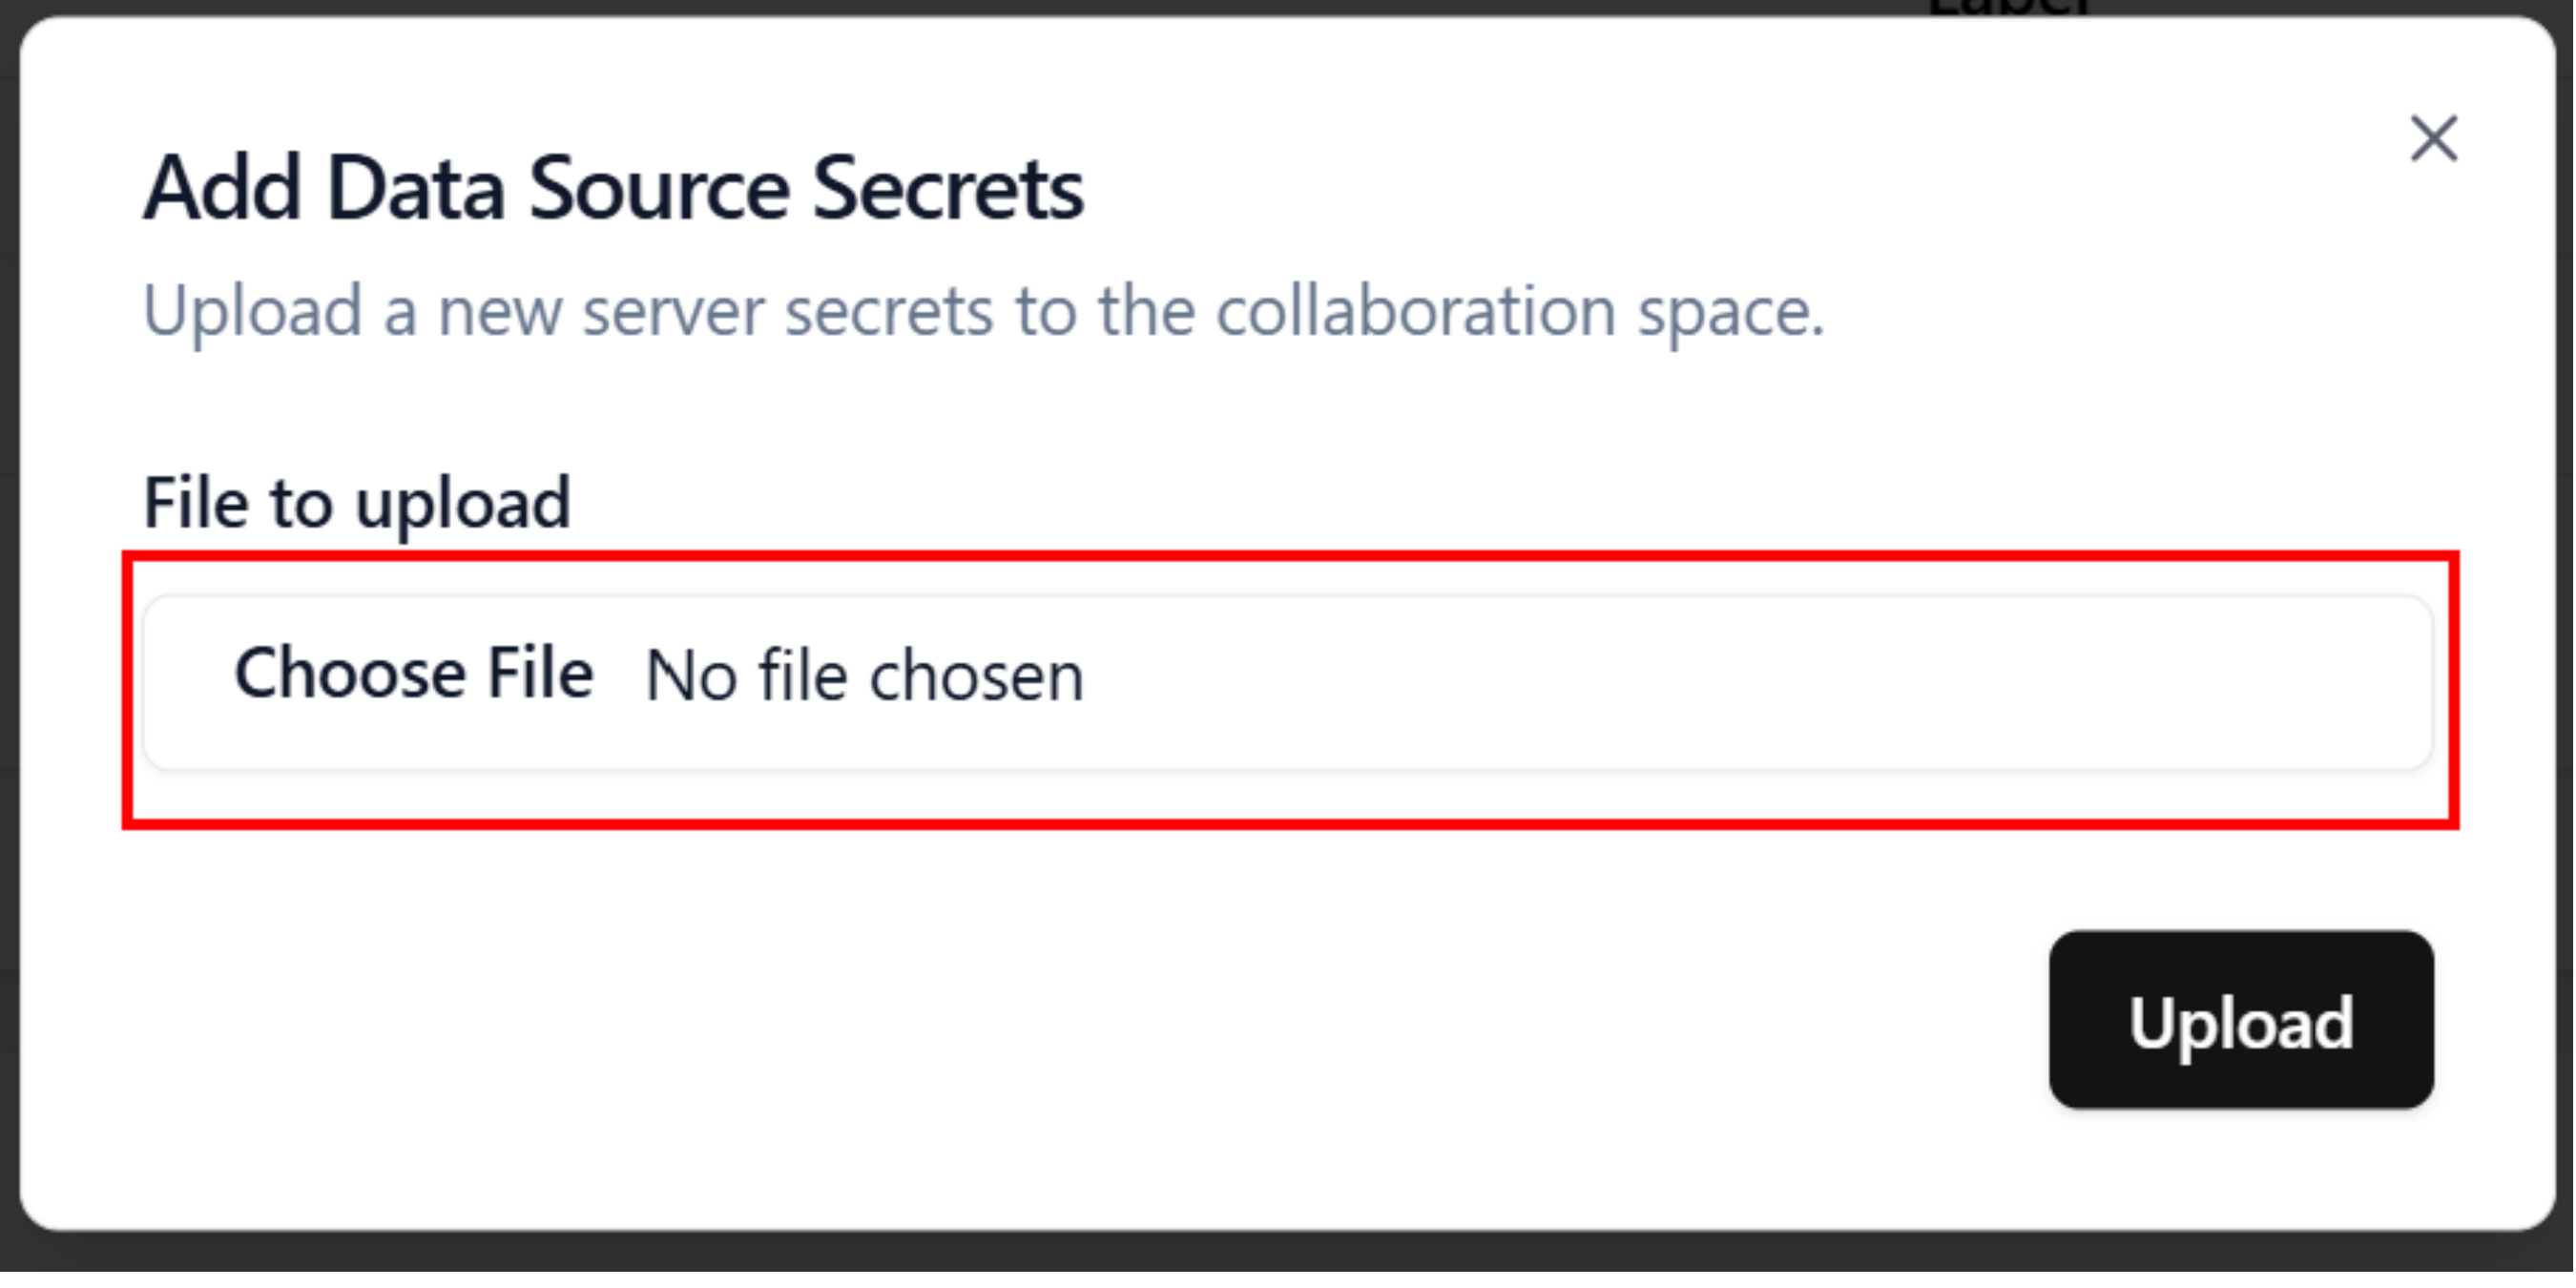 Label
Add Data Source Secrets
Upload a new server secrets to the collaboration space.
File to upload
Choose File No file chosen
Upload